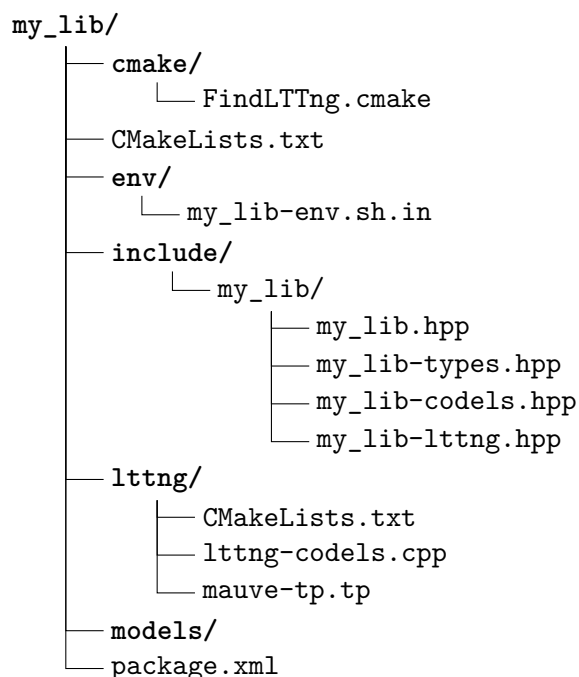 my_lib/
cmake/
FindLTTng.cmake
CMakeLists.txt
env/
my_lib-env.sh.in
include/
my_lib/
my_lib.hpp
my_lib-types.hpp
my_lib-codels.hpp
my_lib-lttng.hpp
lttng/
CMakeLists.txt
lttng-codels.cpp
mauve-tp.tp
models/
package.xml